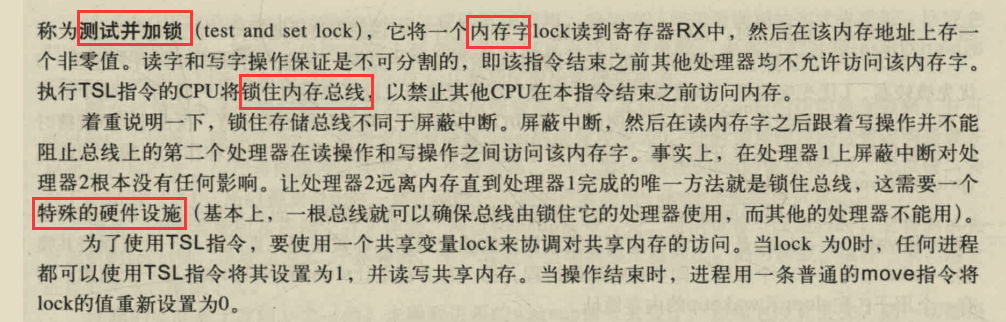 称为测试并加锁（test and set lock），它将一个内存字lock读到寄存器RX中，然后在该内存地址上存一
个非零值。读字和写字操作保证是不可分割的，即该指令结束之前其他处理器均不允许访问该内存字。
执行TSL指令的CPU将锁住内存总线，以禁止其他CPU在本指令结束之前访问内存。
着重说明一下，锁住存储总线不同于屏蔽中断。屏蔽中断，然后在读内存字之后跟着写操作并不能
阻止总线上的第二个处理器在读操作和写操作之间访问该内存字。事实上，在处理器1上屏蔽中断对处
理器2根本没有任何影响。让处理器2远离内存直到处理器1完成的唯一方法就是锁住总线，这需要一个
特殊的硬件设施（基本上，一根总线就可以确保总线由锁住它的处理器使用，而其他的处理器不能用）。
为了使用TSL指令，要使用一个共享变量lock来协调对共享内存的访问。当lock 为0时，任何进程
都可以使用TSL指令将其设置为1，并读写共享内存。当操作结束时，进程用一条普通的move指令将
lock的值重新设置为0。